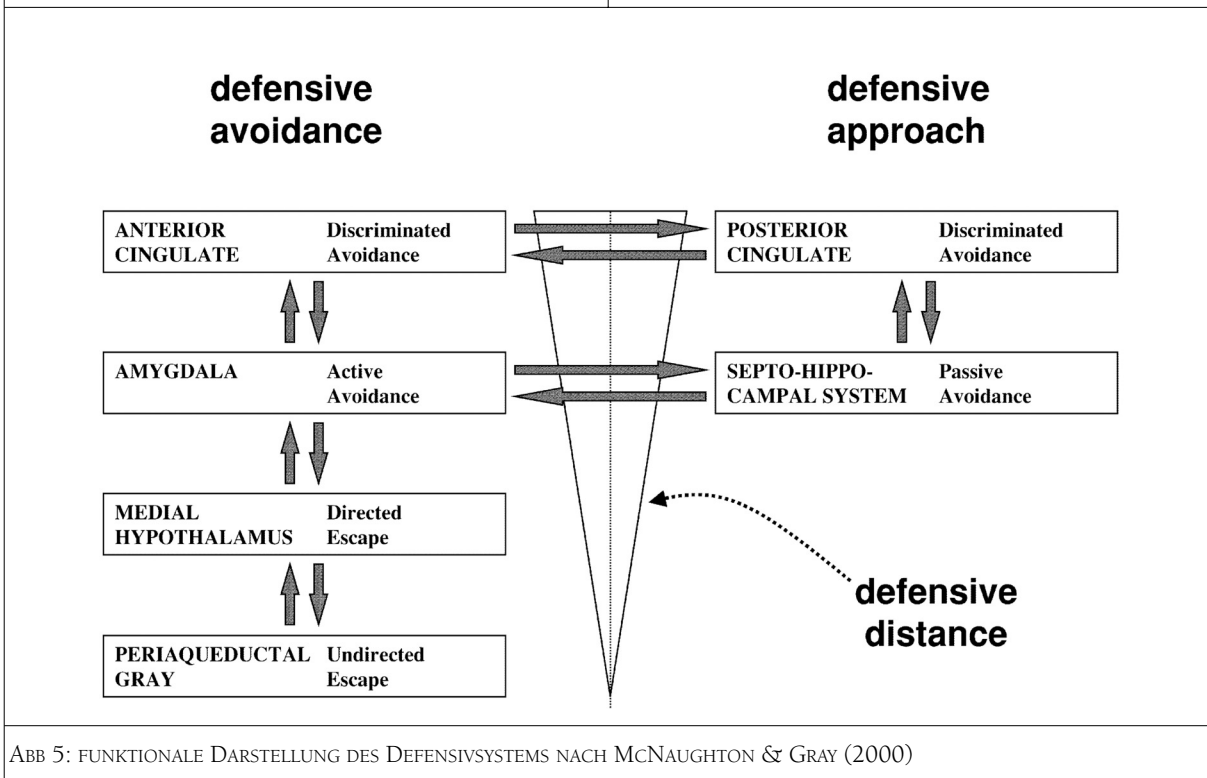 defensive
avoidance
defensive
approach
ANTERIOR
CINGULATE
Discriminated
Avoidance
POSTERIOR
CINGULATE
Discriminated
Avoidance
AMYGDALA
Active
Avoidance
SEPTO-HIPPO-
CAMPAL SYSTEM
Passive
Avoidance
MEDIAL
HYPOTHALAMUS
Directed
Escape
defensive
distance
PERIAQUEDUCTAL
GRAY
Undirected
Escape
ABB 5: FUNKTIONALE DARSTELLUNG DES DEFENSIVSYSTEMS NACH MCNAUGHTON & GRAY (2000)